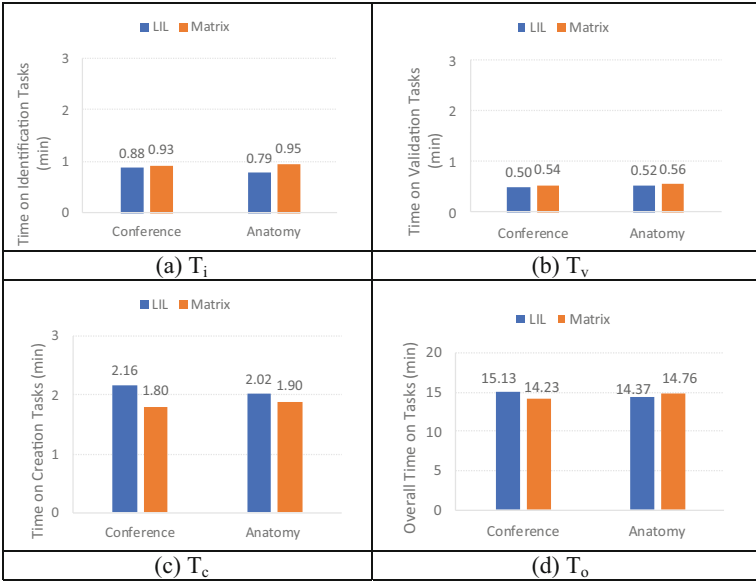 LIL Matrix
Time on Identification Tasks
(min)
3
2
1
0
0.88 0.93
0.79 0.95
Conference Anatomy
(a) Ti
LIL Matrix
Time on Validation Tasks
(min)
3
2
1
0
0.50 0.54
0.52 0.56
Conference Anatomy
(b) Tv
LIL Matrix
Time on Creation Tasks (min)
3
2
1
0
2.16
1.80
2.02
1.90
Conference Anatomy
(c) Tc
LIL Matrix
Overall Time on Tasks (min)
20
15
10
5
0
15.13
14.23
14.37
14.76
Conference Anatomy
(d) To